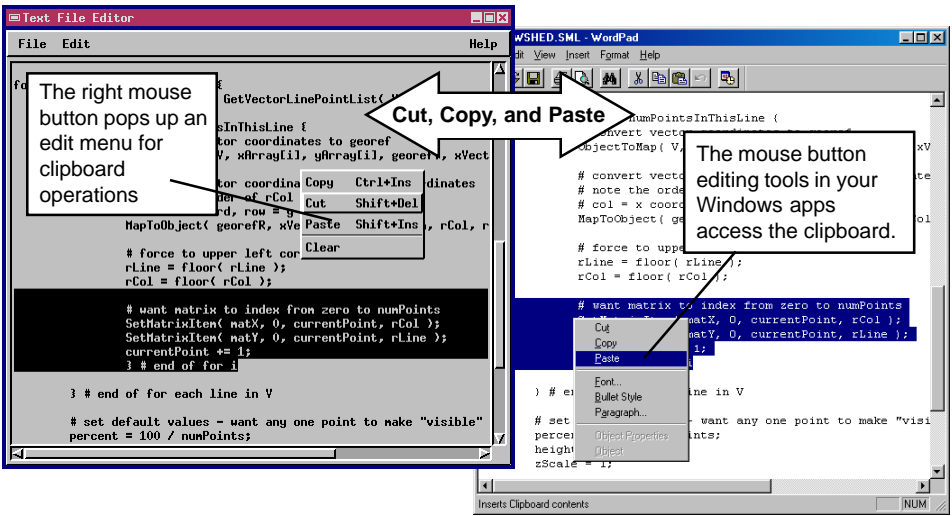 Text File Editor
File Edit Help
The right mouse
button pops up an
edit menu for
clipboard
operations
fo
{
GetVectorLinePointList(
sInThisLine {
tor coordinates to georef
V, xArray[i], yArray[i], georef
xVect
tor coordina
dinates
der of rCol
rd, row = y
MapToObject( georefR, xVe
, rCol, r
# force to upper left cor
rLine = floor( rLine );
rCol = floor( rCol );
# want matrix to index from zero to numPoints
SetMatrixItem( matX, 0, currentPoint, rCol );
SetMatrixItem( matY, 0, currentPoint, rLine );
currentPoint += 1;
} # end of for i
} # end of for each line in V
# set default values - want any one point to make "visible"
percent = 100 / numPoints;
Copy Ctrl+Ins
Cut Shift+Del
Paste Shift+Ins
Clear
Cut, Copy, and Paste
WSHED.SML - WordPad
dit View Insert Format Help
numPointsInThisLine {
convert vector coordinates to georef
ObjectToMap( V,
xV
# convert vect
ate
# note the orde
# col = x coord
MapToObject( ge
ol
# force to uppe
rLine = floor( rLine );
rCol = floor( rCol );
# want matrix to index from zero to numPoints
SetMatrixItem( matX, 0, currentPoint, rCol );
matY, 0, currentPoint, rLine );
1;
i
} # e
ine in V
# set
- want any one point to make "visi
percen
ints;
heigh
zScale = 1;
The mouse button
editing tools in your
Windows apps
access the clipboard.
Cut
Copy
Paste
Font...
Bullet Style
Paragraph...
Object Properties
Object
Inserts Clipboard contents
NUM